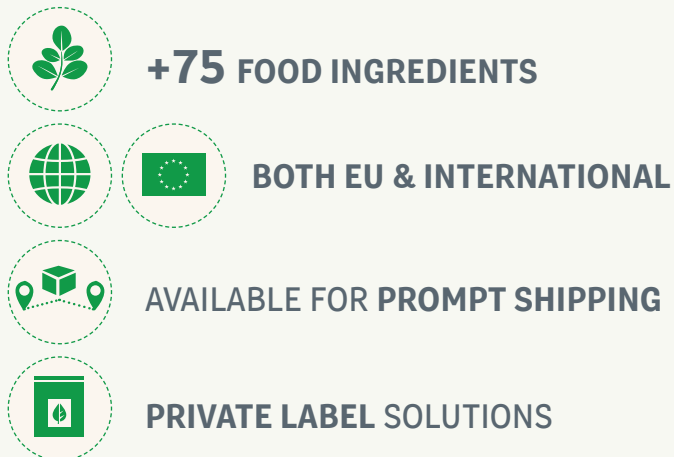 +75 FOOD INGREDIENTS
BOTH EU & INTERNATIONAL
AVAILABLE FOR PROMPT SHIPPING
PRIVATE LABEL SOLUTIONS